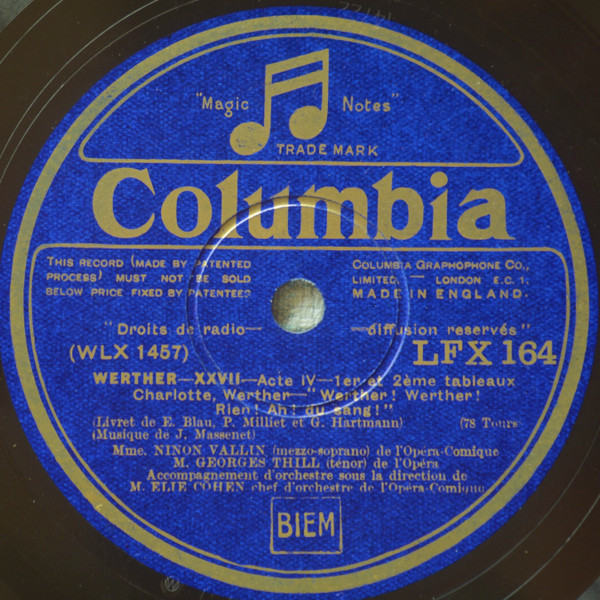 "Magic Notes"
TRADE MARK
Columbia
THIS RECORD (MADE BY PATENTED
PROCESS) MUST NOT BE SOLD
BELOW PRICE FIXED BY PATENTEES
COLUMBIA GRAPHOPHONE CO.,
LIMITED. — LONDON E.C. 1.
MADE IN ENGLAND.
"Droits de radio— —diffusion reservés"
(WLX 1457)
LFX 164
WERTHER—XXVII—Acte IV—1er et 2ème tableaux
Charlotte, Werther—"Werther! Werther!
Rien! Ah! du sang!"
(Livret de E. Blau, P. Milliet et G. Hartmann) (78 Tours
(Musique de J. Massenet)
Mme. NINON VALLIN (mezzo-soprano) de l'Opéra-Comique
M. GEORGES THILL (ténor) de l'Opéra
Accompagnement d'orchestre sous la direction de
M. ELIE COHEN chef d'orchestre de l'Opéra-Comique
BIEM